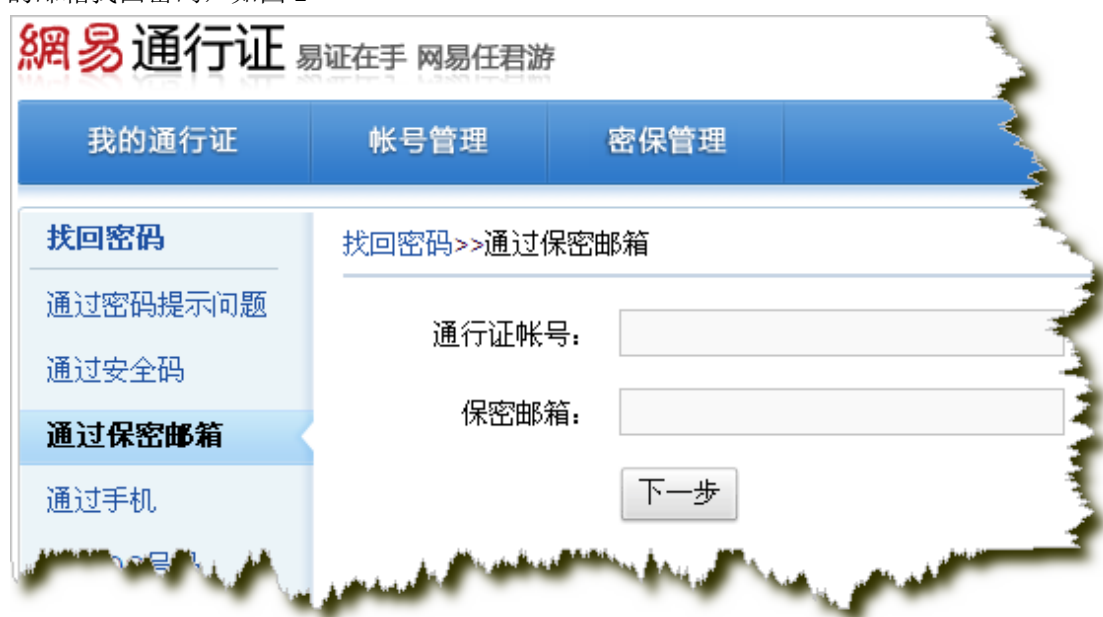 網易通行证 易证在手 网易任君游
我的通行证 帐号管理 密保管理
找回密码
通过密码提示问题
通过安全码
通过保密邮箱
通过手机
找回密码>>通过保密邮箱
通行证帐号：
保密邮箱：
下一步